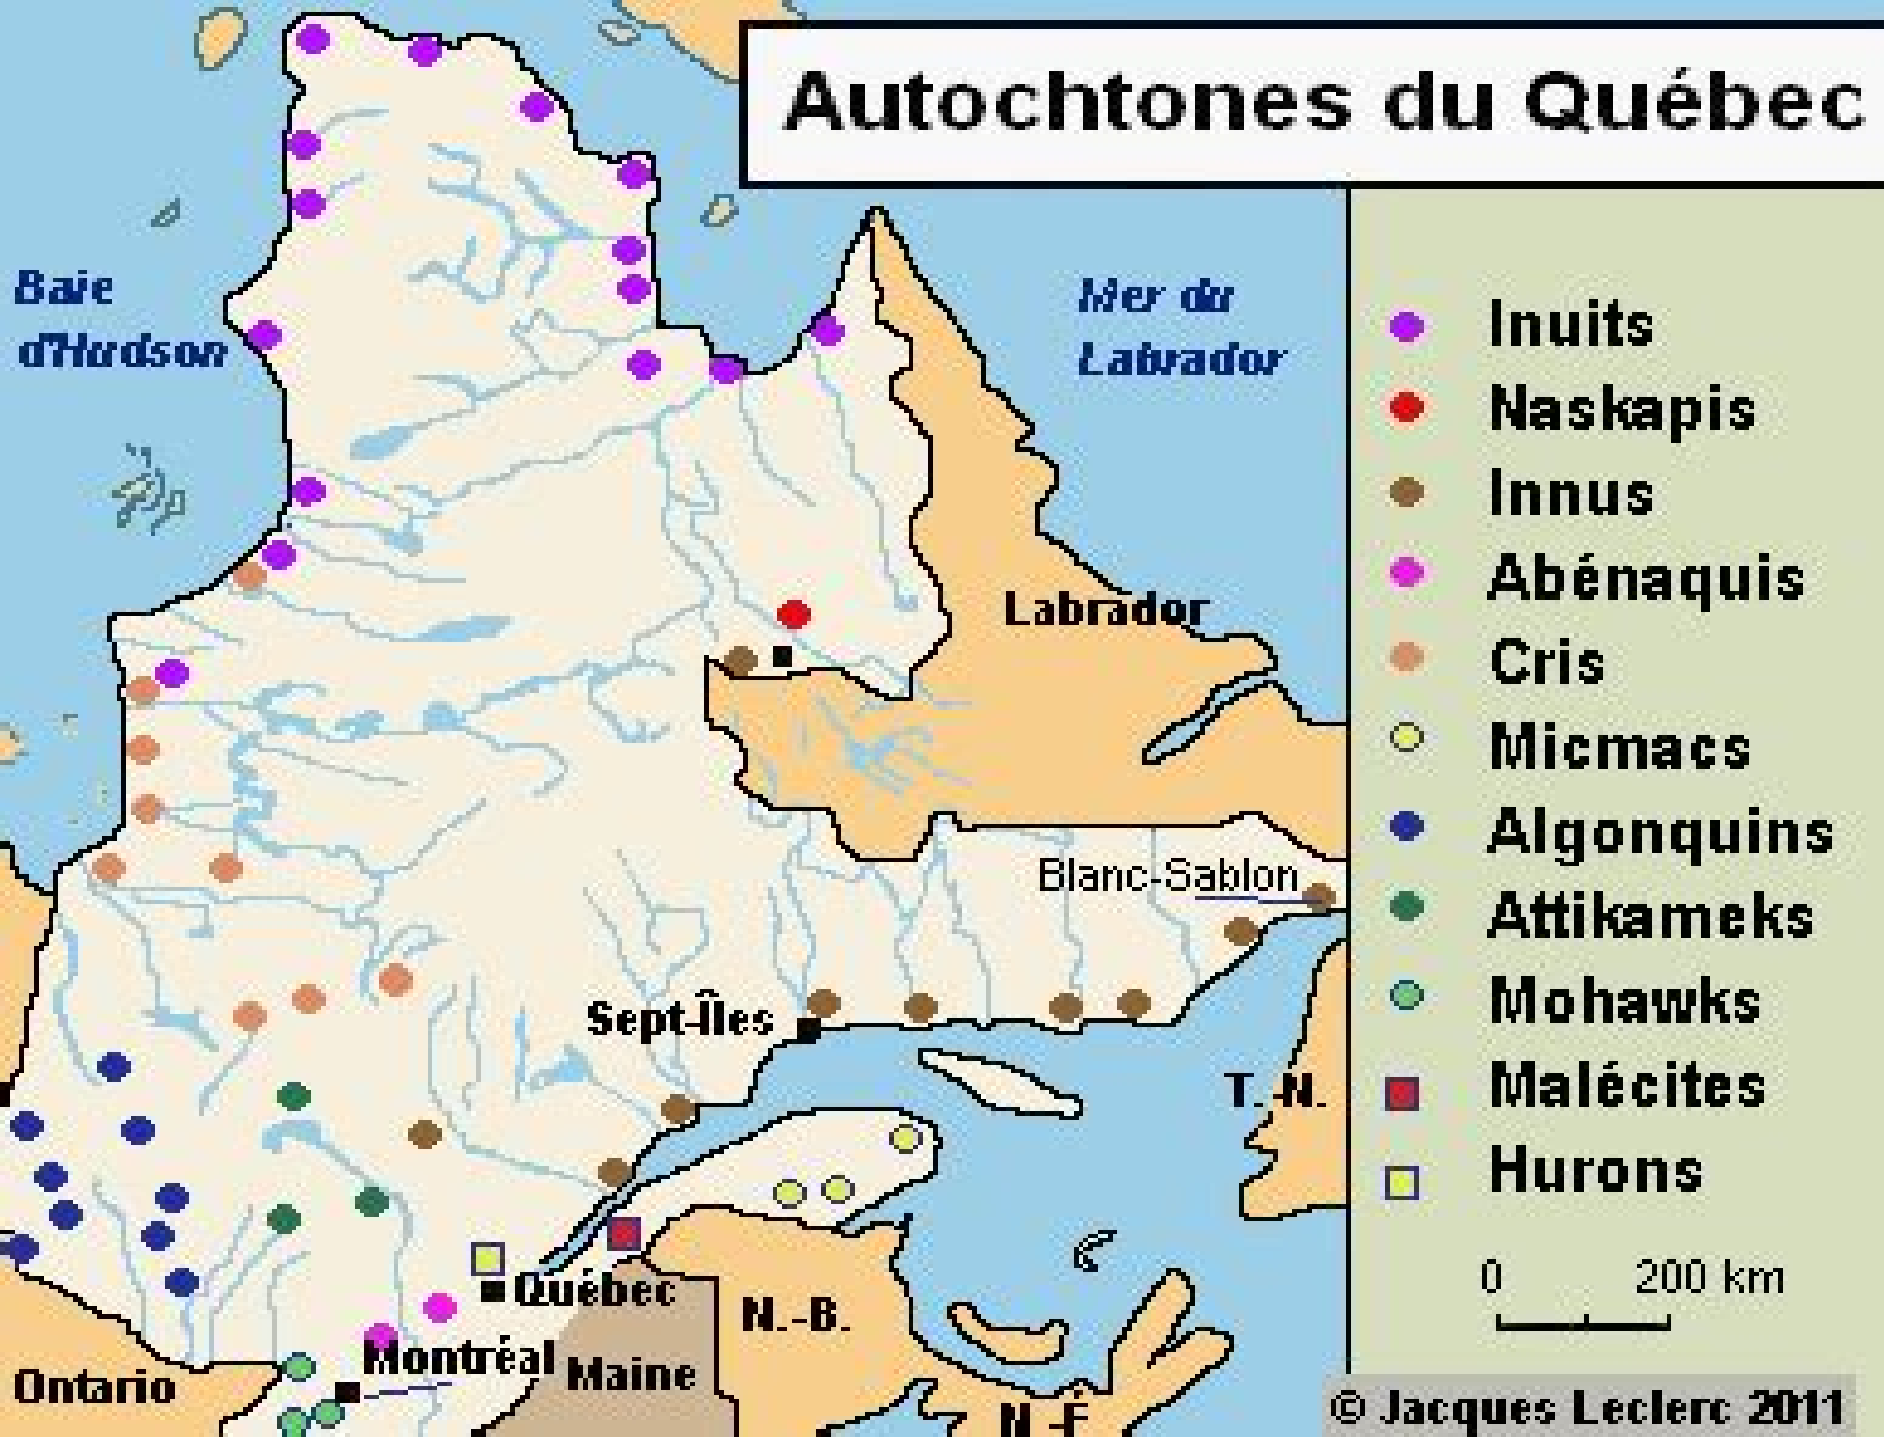 Autochtones du Québec
Baie
d'Hudson
Mer du
Labrador
Labrador
Blanc-Sablon
Sept-Îles
T.-N.
Québec
N.-B.
Montréal
Maine
Ontario
N.-É.
Inuits
Naskapis
Innus
Abénaquis
Cris
Micmacs
Algonquins
Attikameks
Mohawks
Malécites
Hurons
0 200 km
© Jacques Leclerc 2011